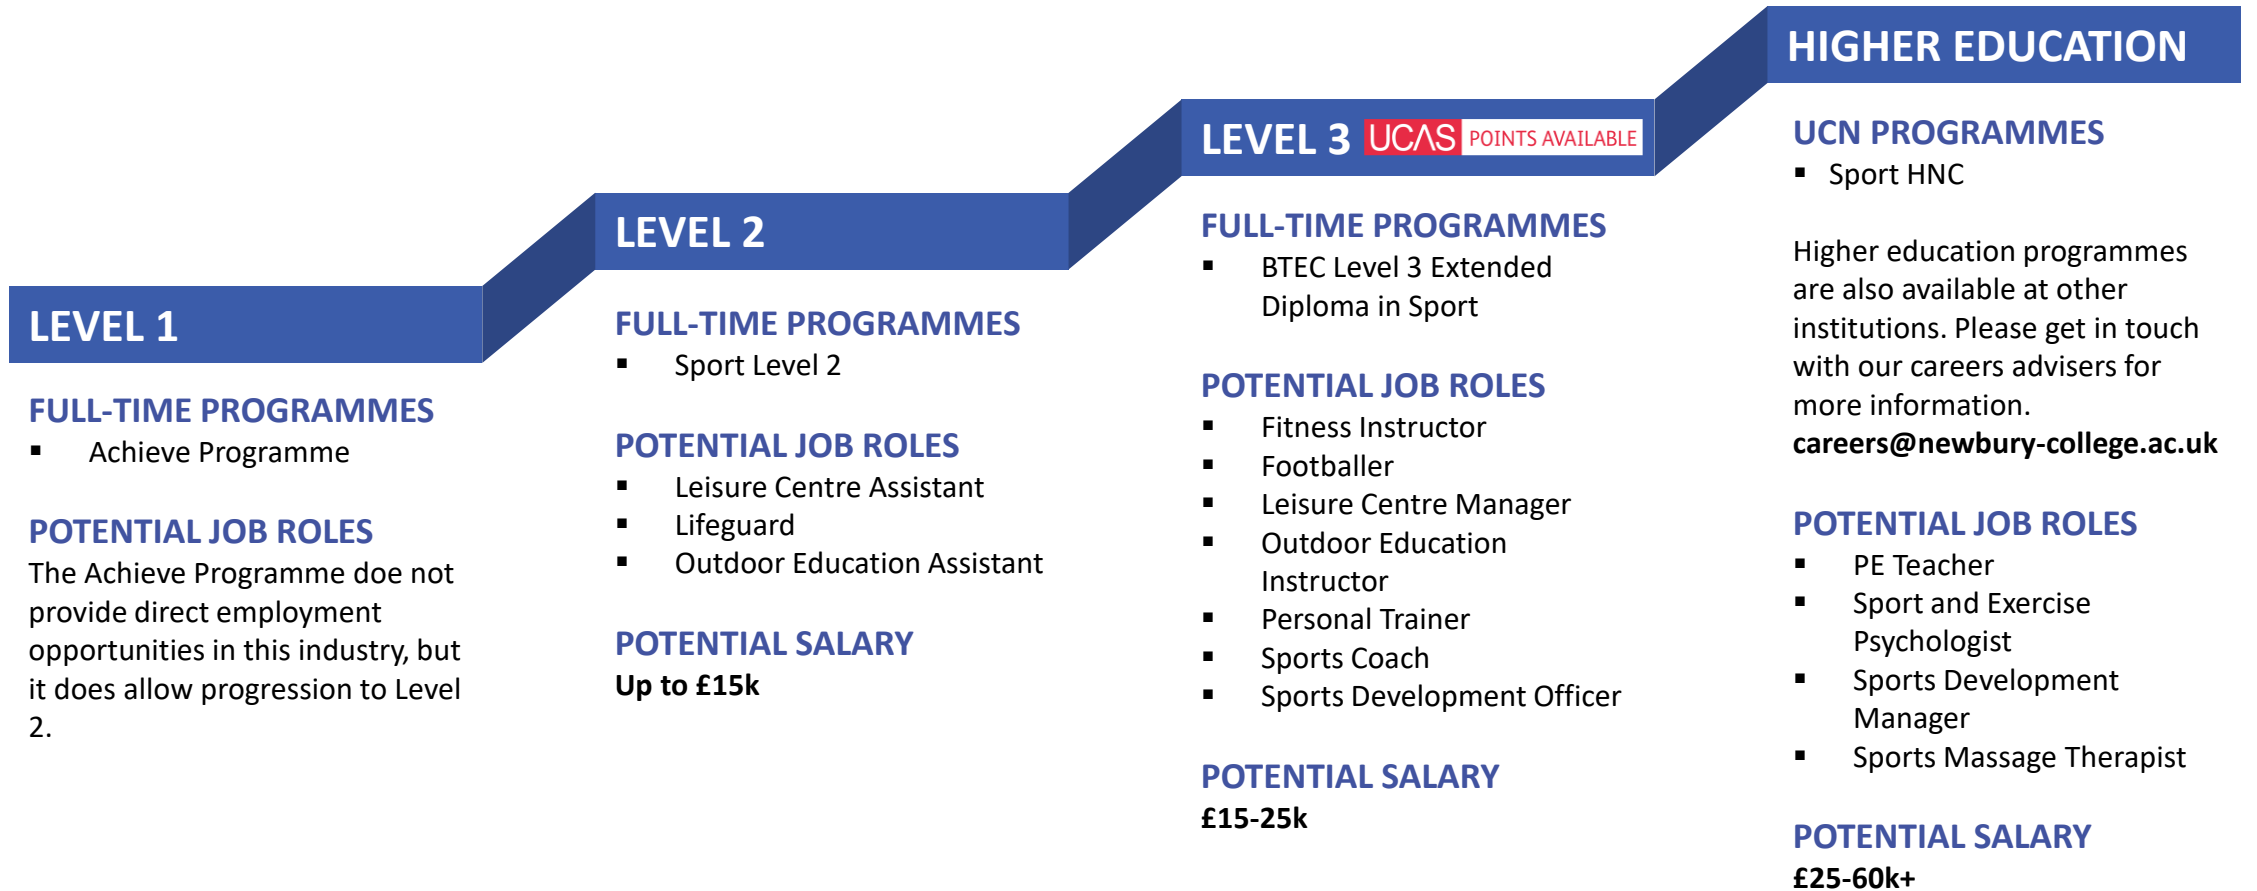 LEVEL 1
FULL-TIME PROGRAMMES
▪ Achieve Programme
POTENTIAL JOB ROLES
The Achieve Programme doe not
provide direct employment
opportunities in this industry, but
it does allow progression to Level
2.
LEVEL 2
FULL-TIME PROGRAMMES
▪ Sport Level 2
POTENTIAL JOB ROLES
▪ Leisure Centre Assistant
▪ Lifeguard
▪ Outdoor Education Assistant
POTENTIAL SALARY
Up to £15k
LEVEL 3 UCAS POINTS AVAILABLE
FULL-TIME PROGRAMMES
▪ BTEC Level 3 Extended
Diploma in Sport
POTENTIAL JOB ROLES
▪ Fitness Instructor
▪ Footballer
▪ Leisure Centre Manager
▪ Outdoor Education
Instructor
▪ Personal Trainer
▪ Sports Coach
▪ Sports Development Officer
POTENTIAL SALARY
£15-25k
HIGHER EDUCATION
UCN PROGRAMMES
▪ Sport HNC
Higher education programmes
are also available at other
institutions. Please get in touch
with our careers advisers for
more information.
careers@newbury-college.ac.uk
POTENTIAL JOB ROLES
▪ PE Teacher
▪ Sport and Exercise
Psychologist
▪ Sports Development
Manager
▪ Sports Massage Therapist
POTENTIAL SALARY
£25-60k+